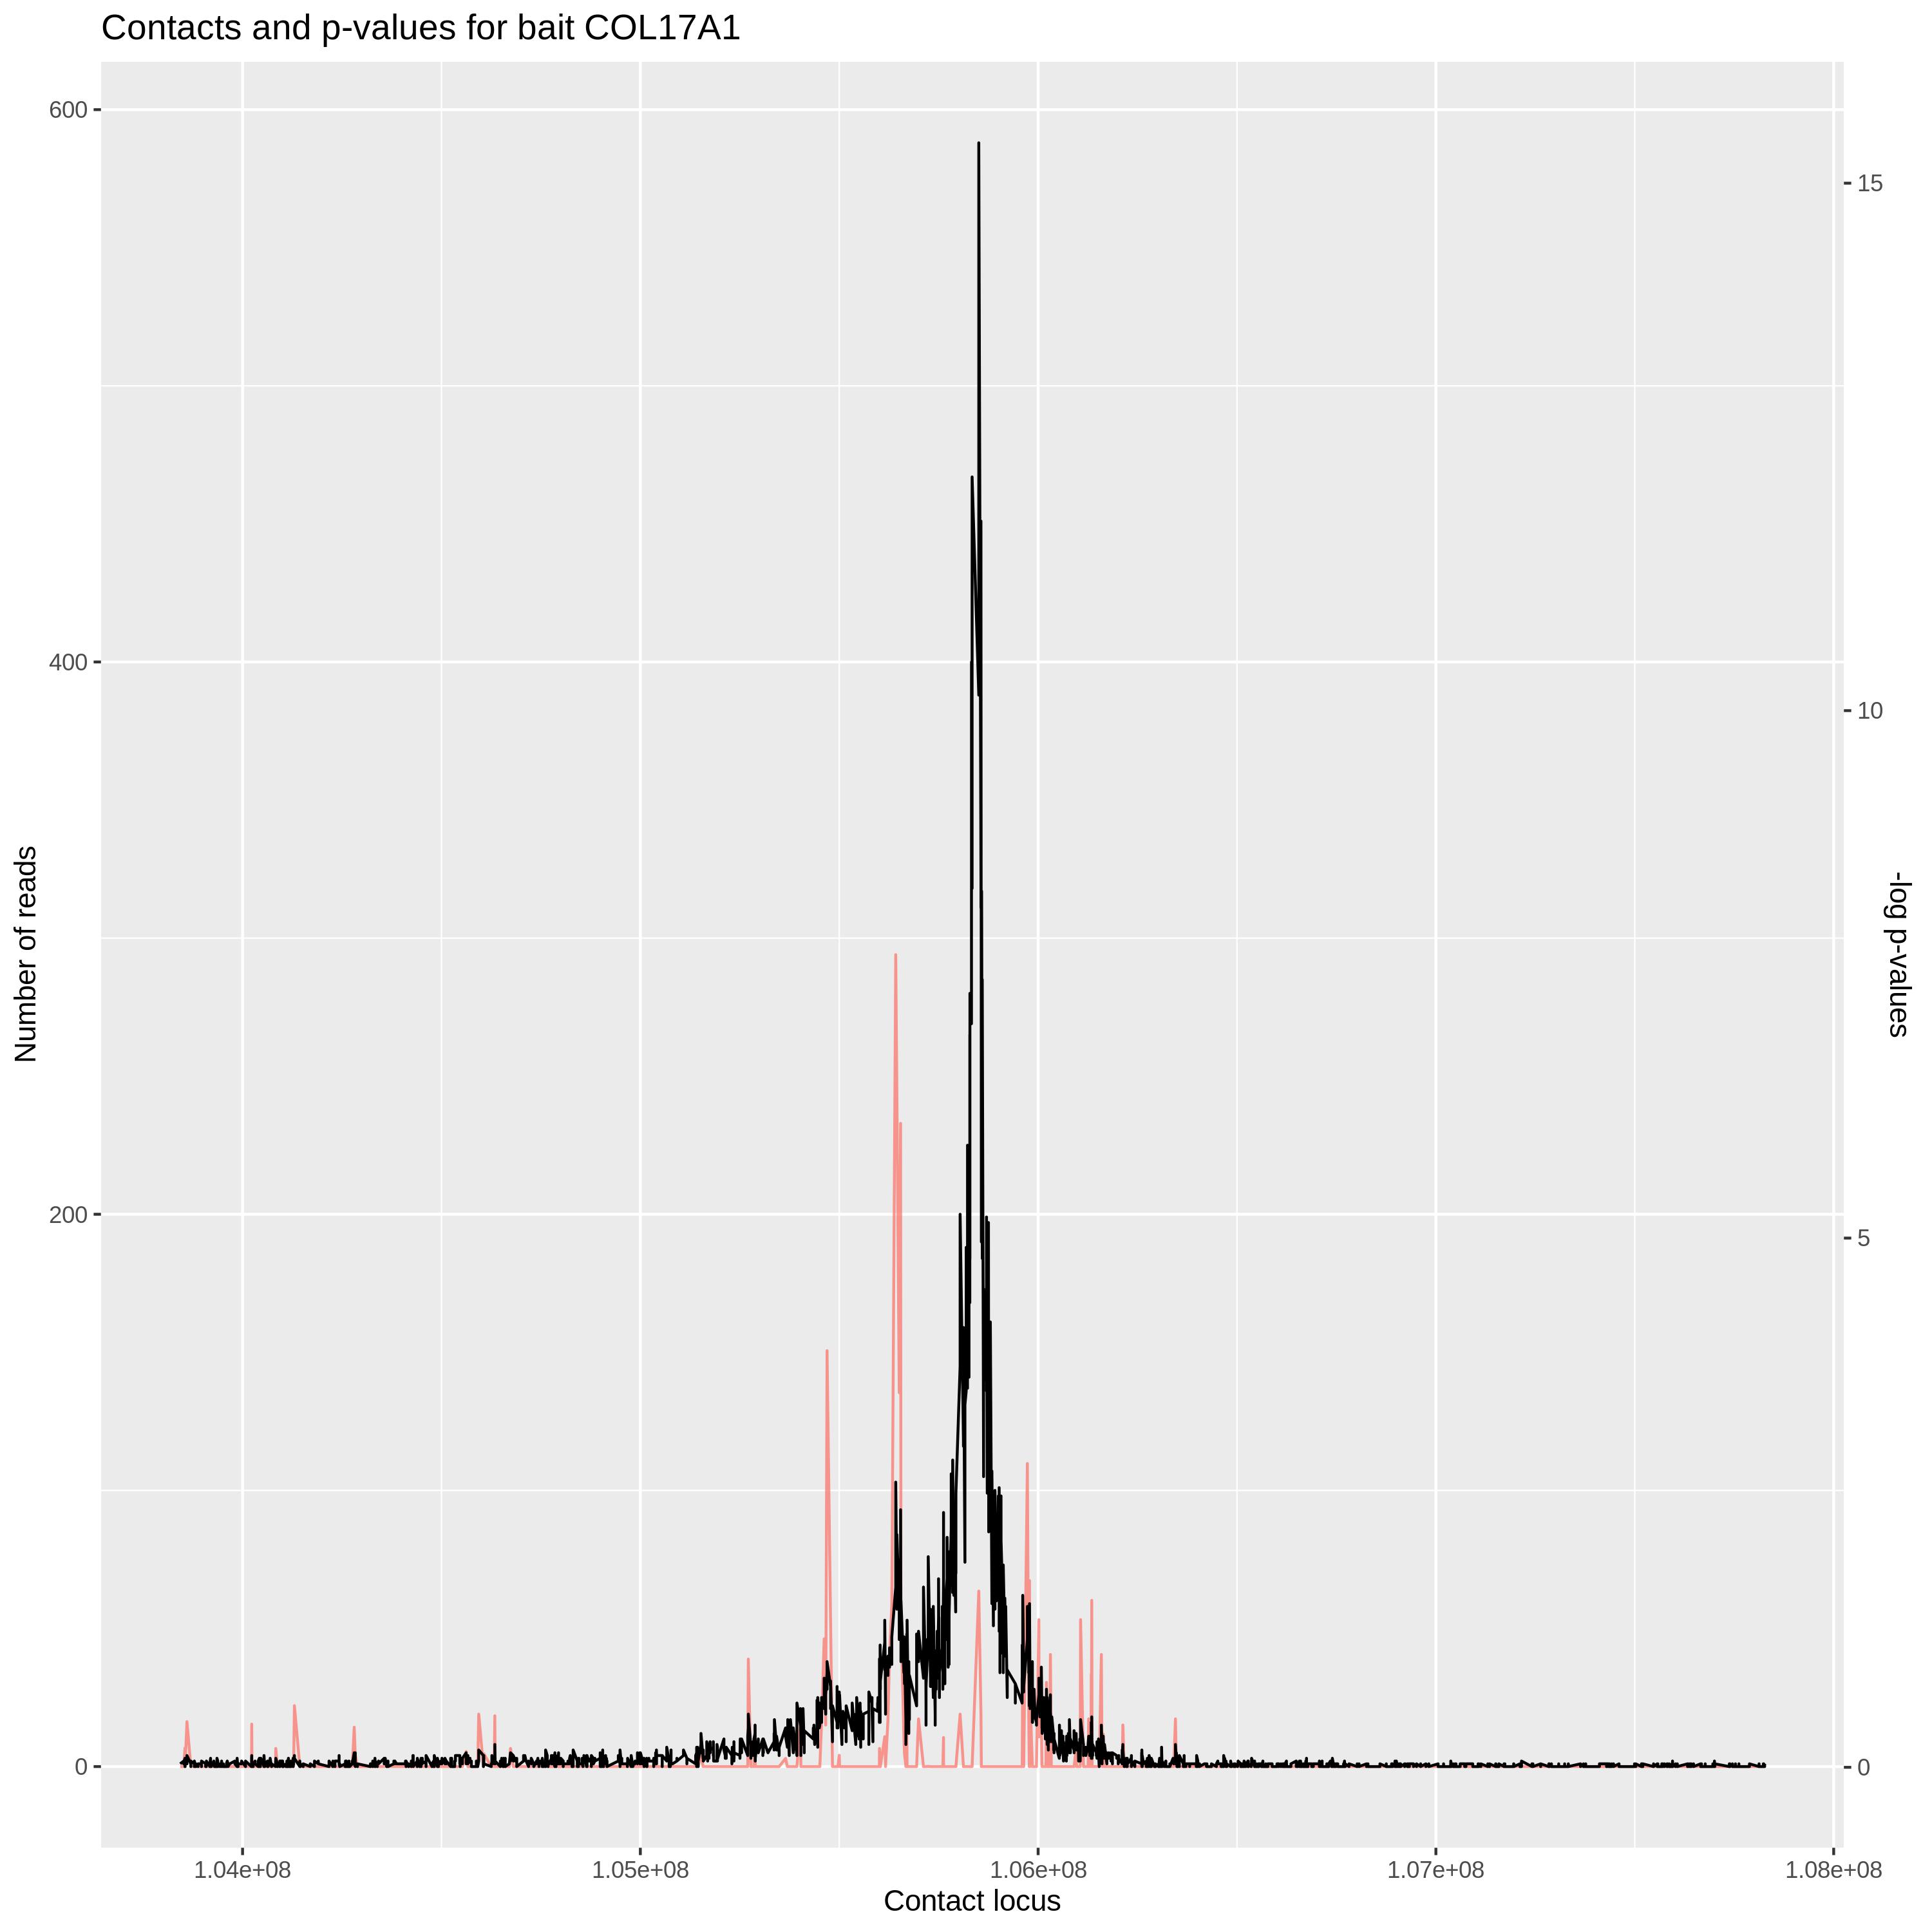 Contacts and p-values for bait COL17A1
600
400
200
0
Number of reads
15
10
5
0
-log p-values
1.04e+08 1.05e+08 1.06e+08 1.07e+08 1.08e+08
Contact locus